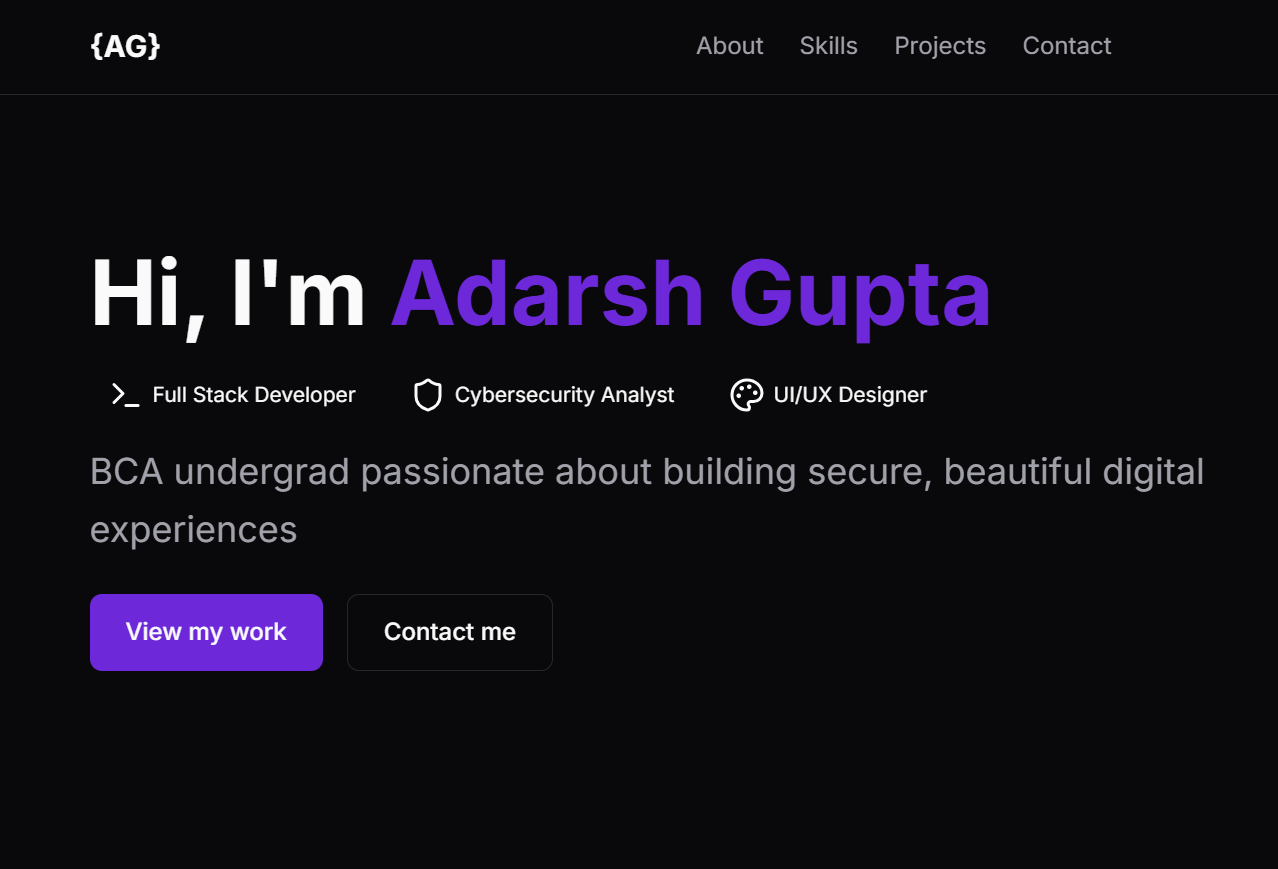 {AG}
About Skills Projects Contact
Hi, I'm Adarsh Gupta
Full Stack Developer Cybersecurity Analyst UI/UX Designer
BCA undergrad passionate about building secure, beautiful digital
experiences
View my work Contact me